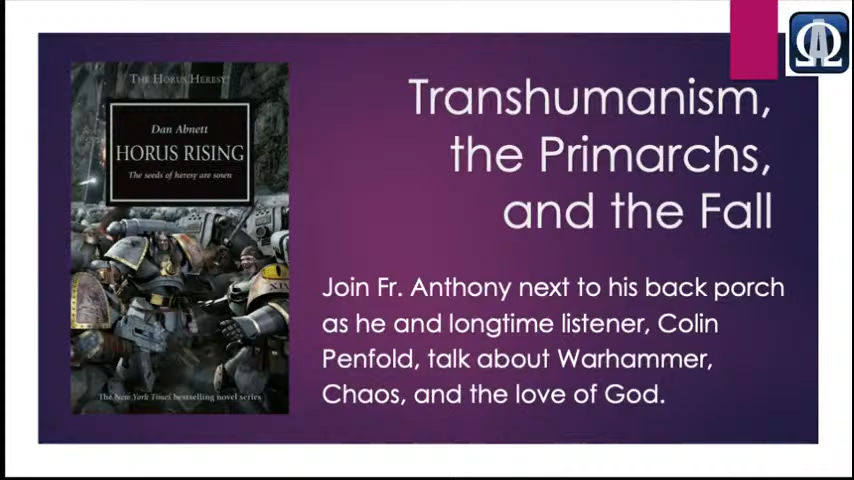 THE HORUS HERESY
Dan Abnett
HORUS RISING
The seeds of heresy are sown
XIV
The New York Times bestselling novel series
Transhumanism,
the Primarchs,
and the Fall
Join Fr. Anthony next to his back porch
as he and longtime listener, Colin
Penfold, talk about Warhammer,
Chaos, and the love of God.